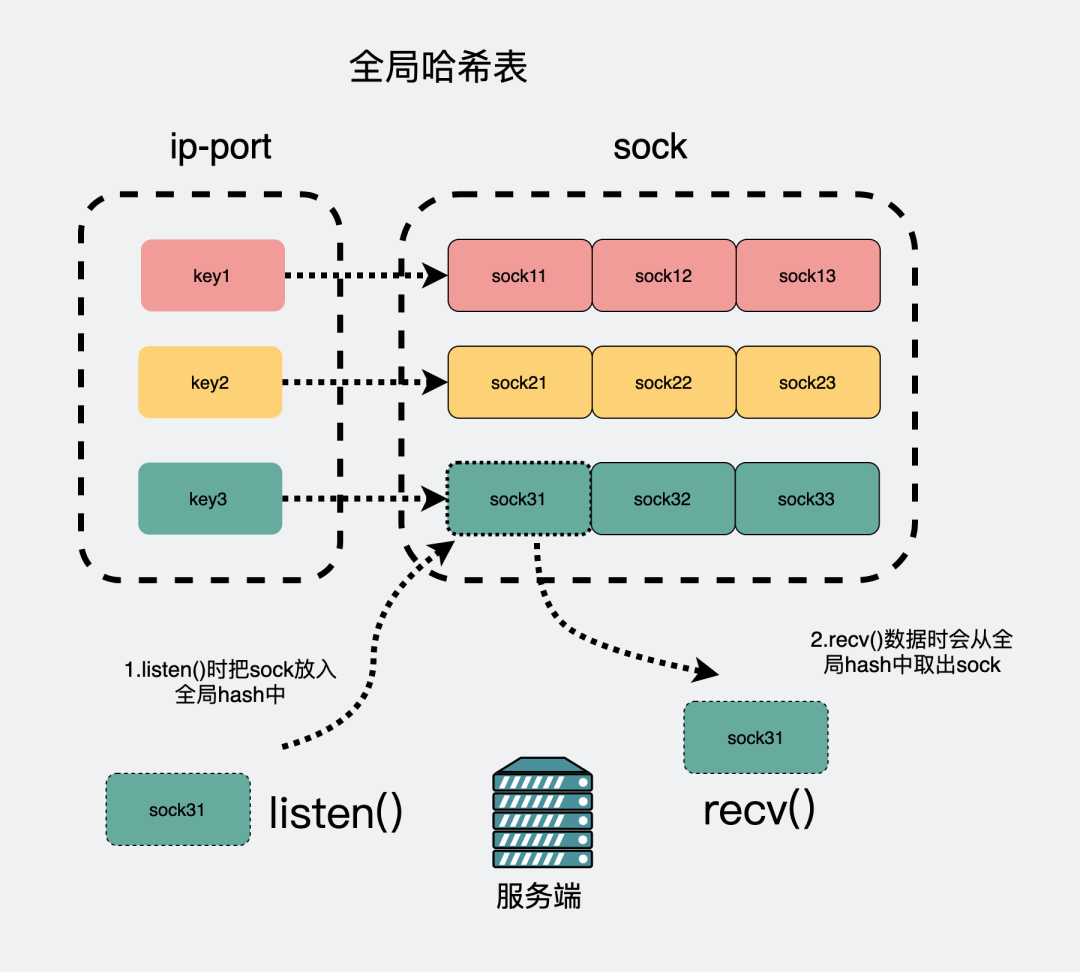 全局哈希表
ip-port
sock
key1
sock11
sock12
sock13
key2
sock21
sock22
sock23
key3
sock31
sock32
sock33
1.listen()时把sock放入
全局hash中
2.recv()数据时会从全
局hash中取出sock
sock31
listen()
sock31
recv()
服务端